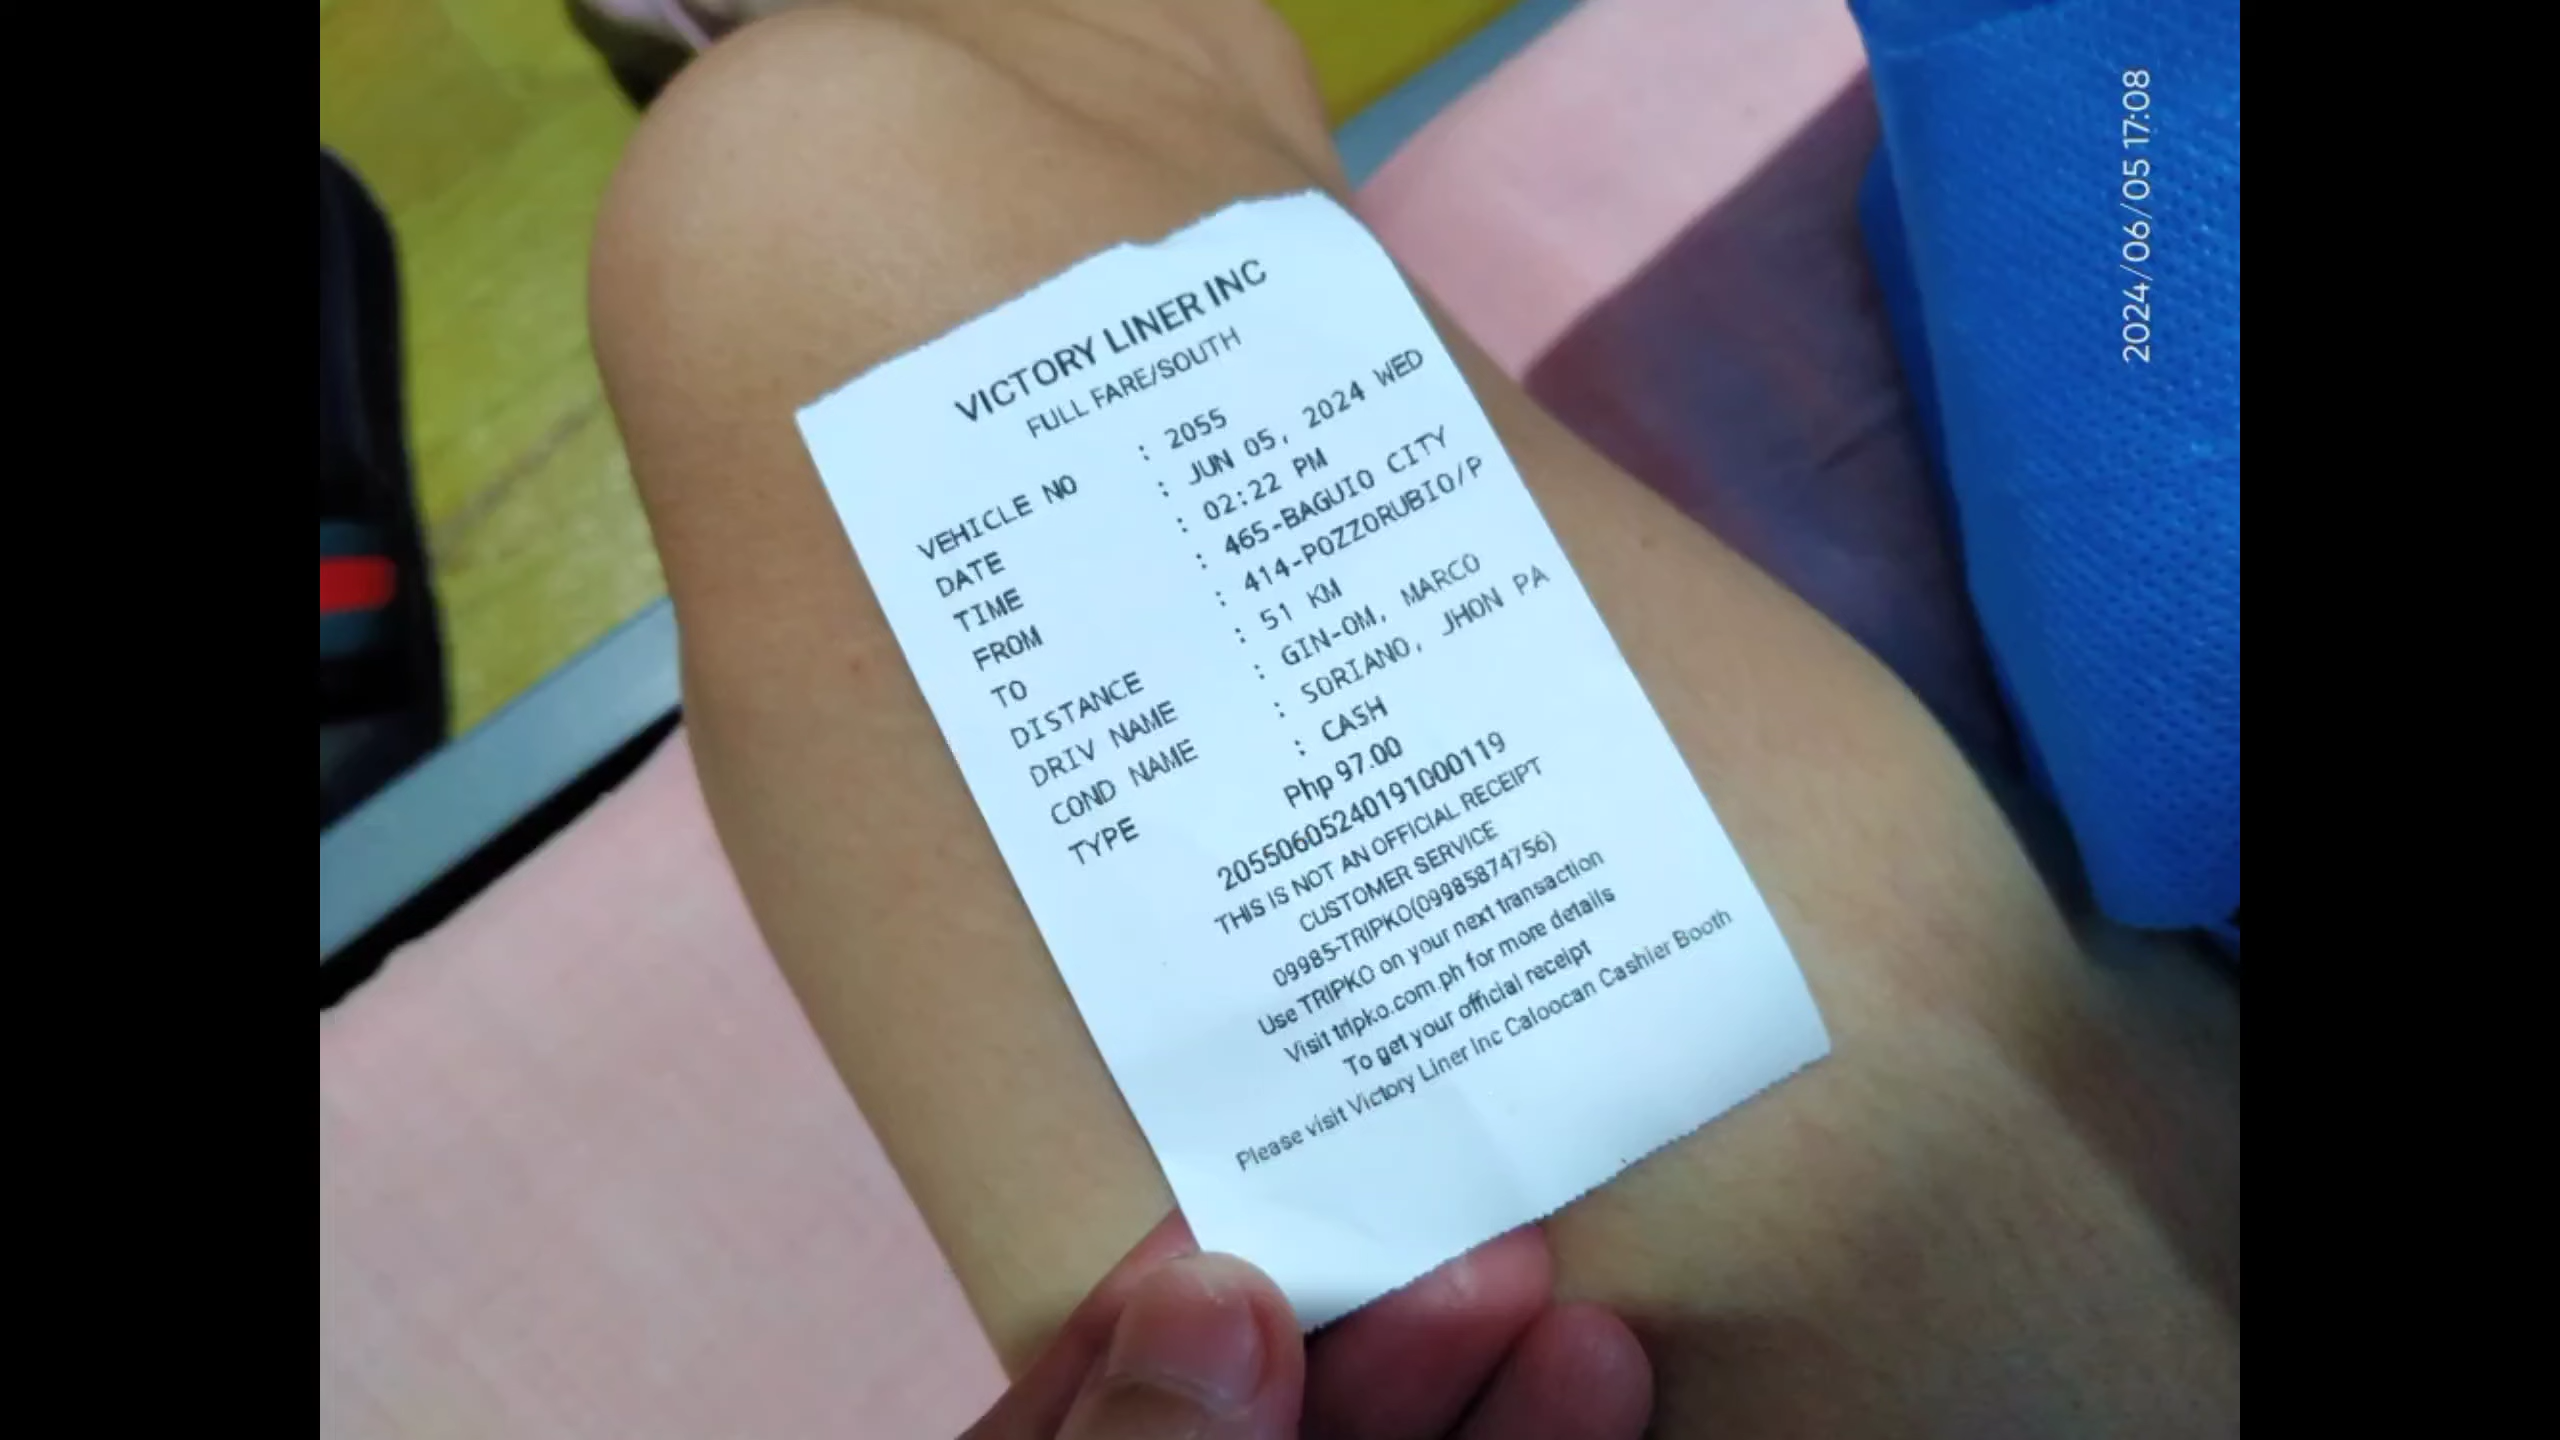 VICTORY LINER INC
FULL FARE/SOUTH
VEHICLE NO : 2055
DATE : JUN 05, 2024 WED
TIME : 02:22 PM
FROM : 465-BAGUIO CITY
TO : 414-POZZORUBIO/P
DISTANCE : 51 KM
DRIV NAME : GIN-OM, MARCO
COND NAME : SORIANO, JHON PA
TYPE : CASH
Php 97.00
20550605240191000119
THIS IS NOT AN OFFICIAL RECEIPT
CUSTOMER SERVICE
09985-TRIPKO(09985874756)
Use TRIPKO on your next transaction
Visit tripko.com.ph for more details
To get your official receipt
Please visit Victory Liner Inc Caloocan Cashier Booth
2024/06/05 17:08